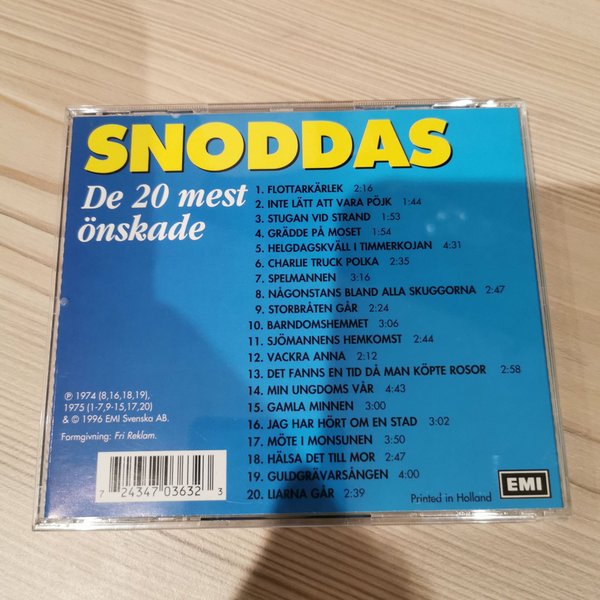 SNODDAS
De 20 mest
önskade
1. FLOTTARKÄRLEK 2:16
2. INTE LÄTT ATT VARA PÖJK 1:44
3. STUGAN VID STRAND 1:53
4. GRÄDDE PÅ MOSET 1:54
5. HELGDAGSKVÄLL I TIMMERKOJAN 4:31
6. CHARLIE TRUCK POLKA 2:35
7. SPELMANNEN 3:16
8. NÅGONSTANS BLAND ALLA SKUGGORNA 2:47
9. STORBRÅTEN GÅR 2:24
10. BARNDOMSHEMMET 3:06
11. SJÖMANNENS HEMKOMST 2:44
12. VACKRA ANNA 2:12
13. DET FANNS EN TID DÅ MAN KÖPTE ROSOR 2:58
14. MIN UNGDOMS VÅR 4:43
15. GAMLA MINNEN 3:00
16. JAG HAR HÖRT OM EN STAD 3:02
17. MÖTE I MONSUNEN 3:50
18. HÄLSA DET TILL MOR 2:47
19. GULDGRÄVARSÅNGEN 4:00
20. LIARNA GÅR 2:39
℗ 1974 (8,16,18,19),
1975 (1-7,9-15,17,20)
& © 1996 EMI Svenska AB.
Formgivning: Fri Reklam.
7 24347 03632 3
Printed in Holland
EMI